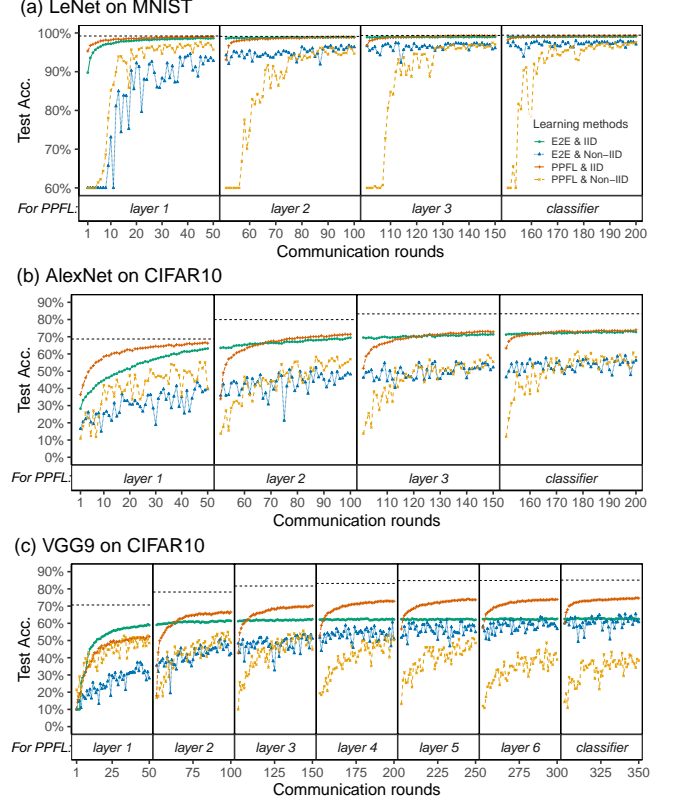 (a) LeNet on MNIST
100%
90%
80%
70%
60%
Test Acc.
Learning methods
E2E & IID
E2E & Non−IID
PPFL & IID
PPFL & Non−IID
For PPFL: layer 1 layer 2 layer 3 classifier
1 10 20 30 40 50 60 70 80 90 100 110 120 130 140 150 160 170 180 190 200
Communication rounds
(b) AlexNet on CIFAR10
90%
80%
70%
60%
50%
40%
30%
20%
10%
0%
Test Acc.
For PPFL: layer 1 layer 2 layer 3 classifier
1 10 20 30 40 50 60 70 80 90 100 110 120 130 140 150 160 170 180 190 200
Communication rounds
(c) VGG9 on CIFAR10
90%
80%
70%
60%
50%
40%
30%
20%
10%
0%
Test Acc.
For PPFL: layer 1 layer 2 layer 3 layer 4 layer 5 layer 6 classifier
1 25 50 75 100 125 150 175 200 225 250 275 300 325 350
Communication rounds